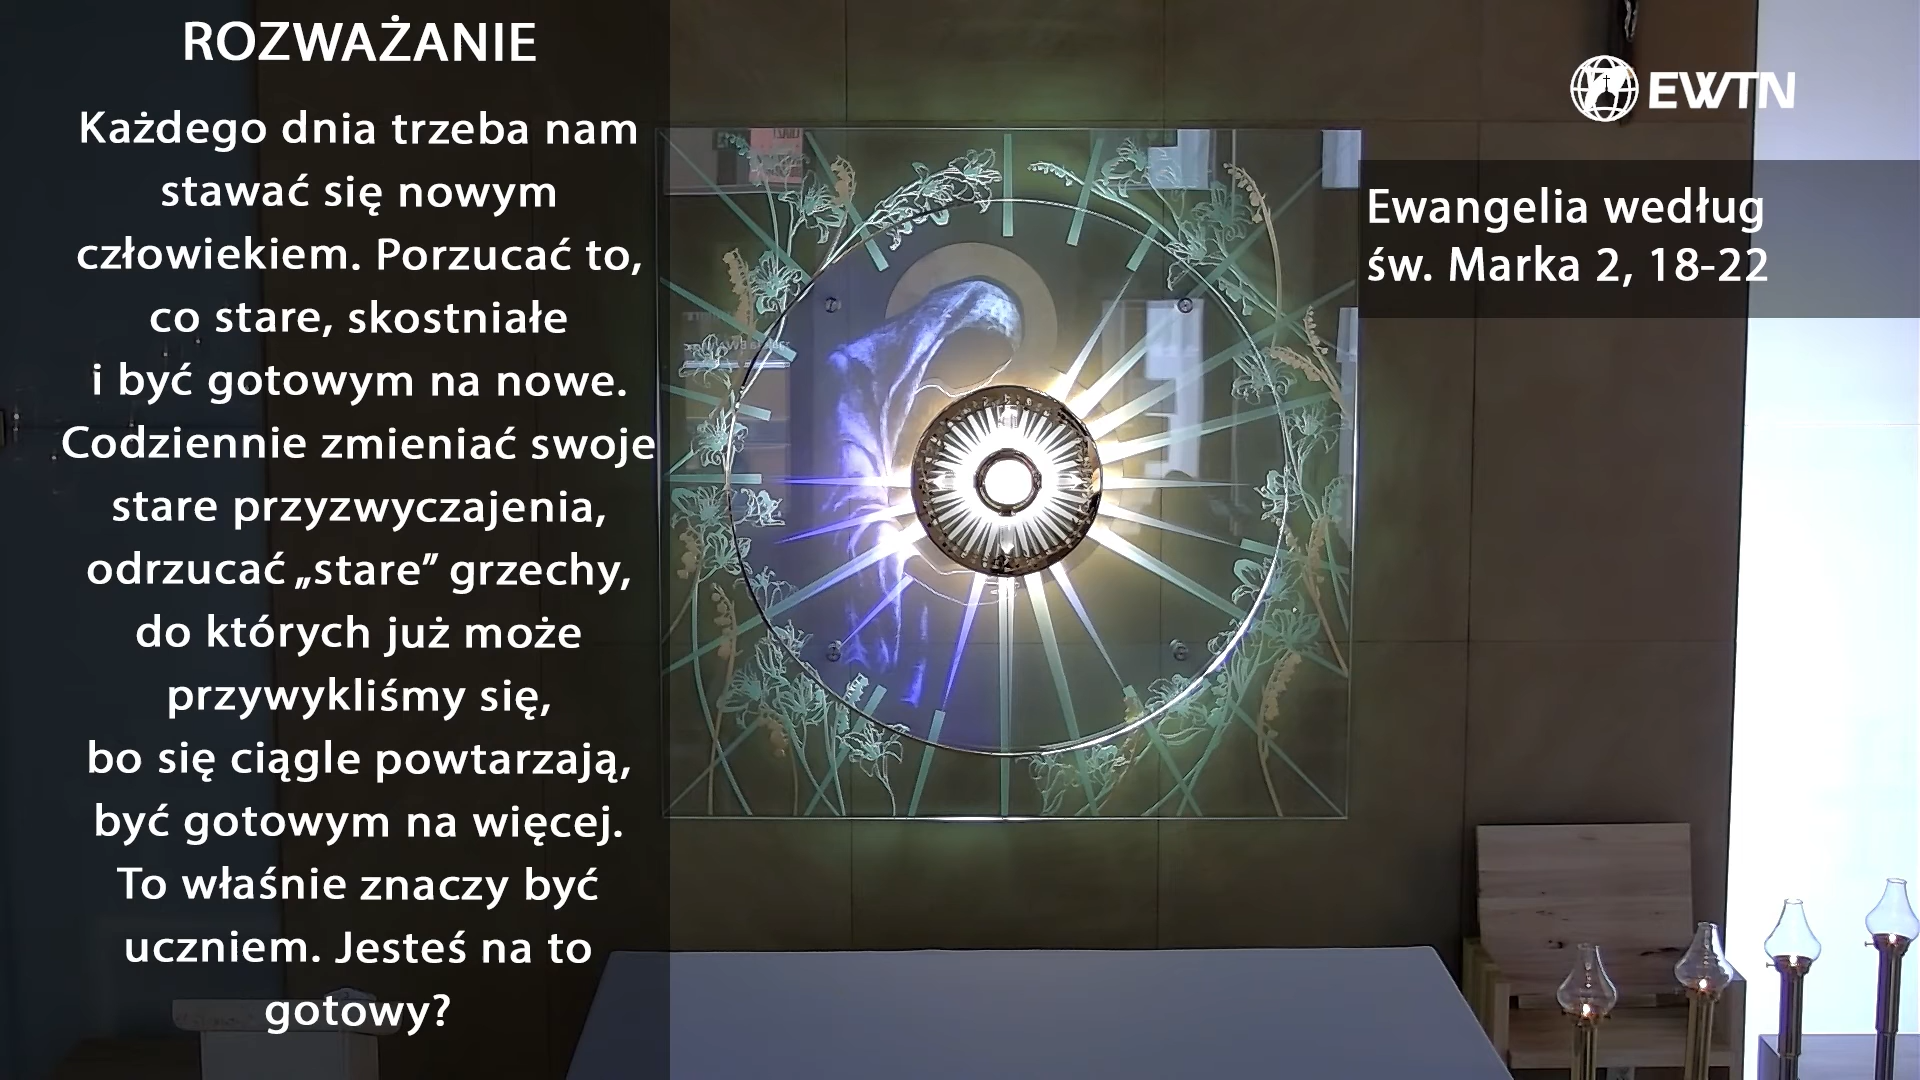 ROZWAŻANIE
Każdego dnia trzeba nam
stawać się nowym
człowiekiem. Porzucać to,
co stare, skostniałe
i być gotowym na nowe.
Codziennie zmieniać swoje
stare przyzwyczajenia,
odrzucać „stare” grzechy,
do których już może
przywykliśmy się,
bo się ciągle powtarzają,
być gotowym na więcej.
To właśnie znaczy być
uczniem. Jesteś na to
gotowy?
EWTN
Ewangelia według
św. Marka 2, 18-22